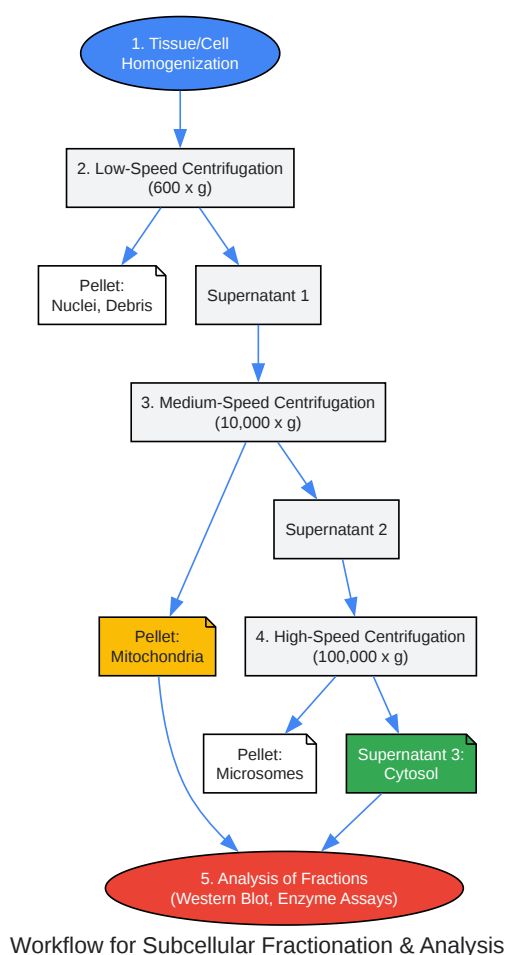 1. Tissue/Cell
Homogenization
2. Low-Speed Centrifugation
(600 x g)
Pellet:
Nuclei, Debris
Supernatant 1
3. Medium-Speed Centrifugation
(10,000 x g)
Supernatant 2
Pellet:
Mitochondria
4. High-Speed Centrifugation
(100,000 x g)
Pellet:
Microsomes
Supernatant 3:
Cytosol
5. Analysis of Fractions
(Western Blot, Enzyme Assays)
Workflow for Subcellular Fractionation & Analysis